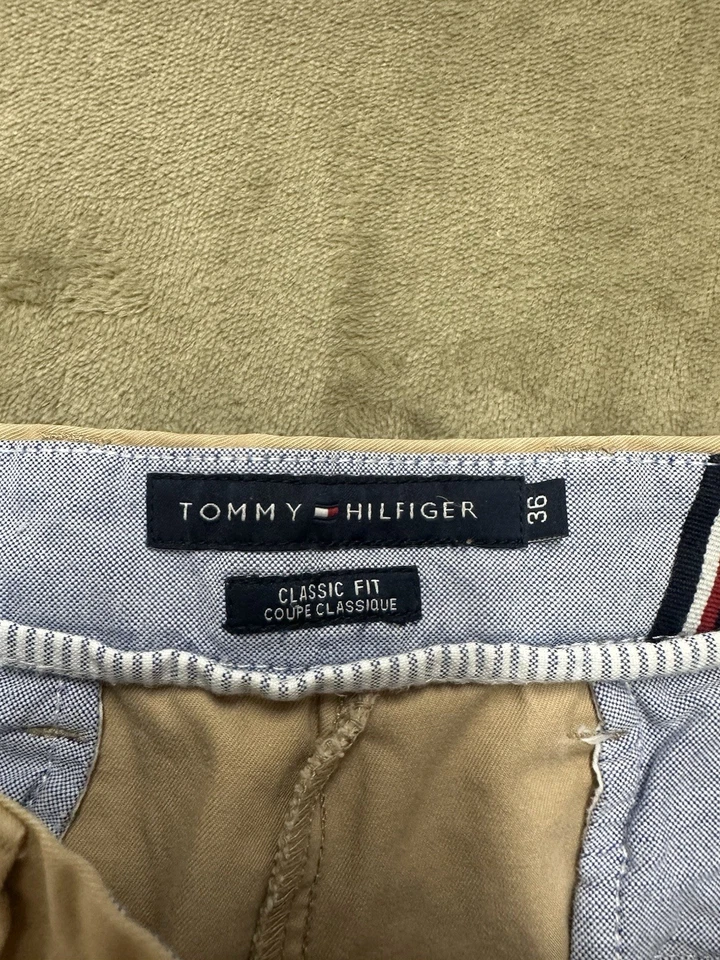 TOMMY HILFIGER
36
CLASSIC FIT
COUPE CLASSIQUE